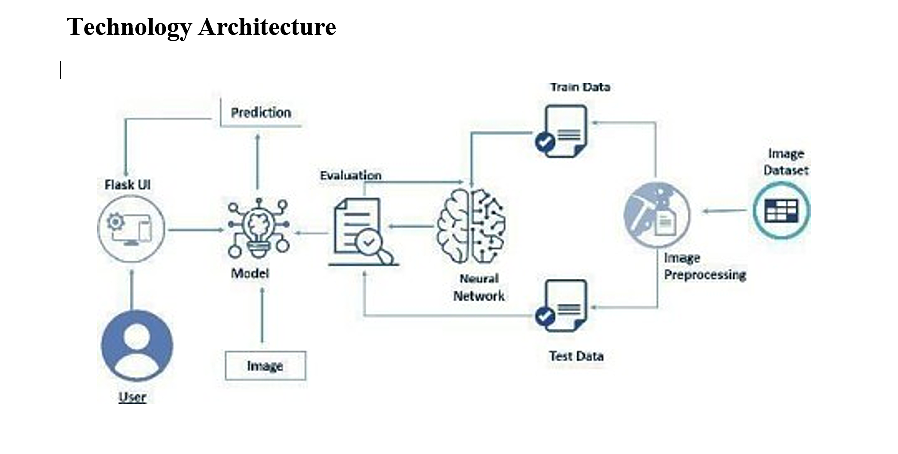 Technology Architecture
Train Data
Prediction
Image
Dataset
Evaluation
Flask UI
Model
Image
Preprocessing
Neural
Network
Image
Test Data
User